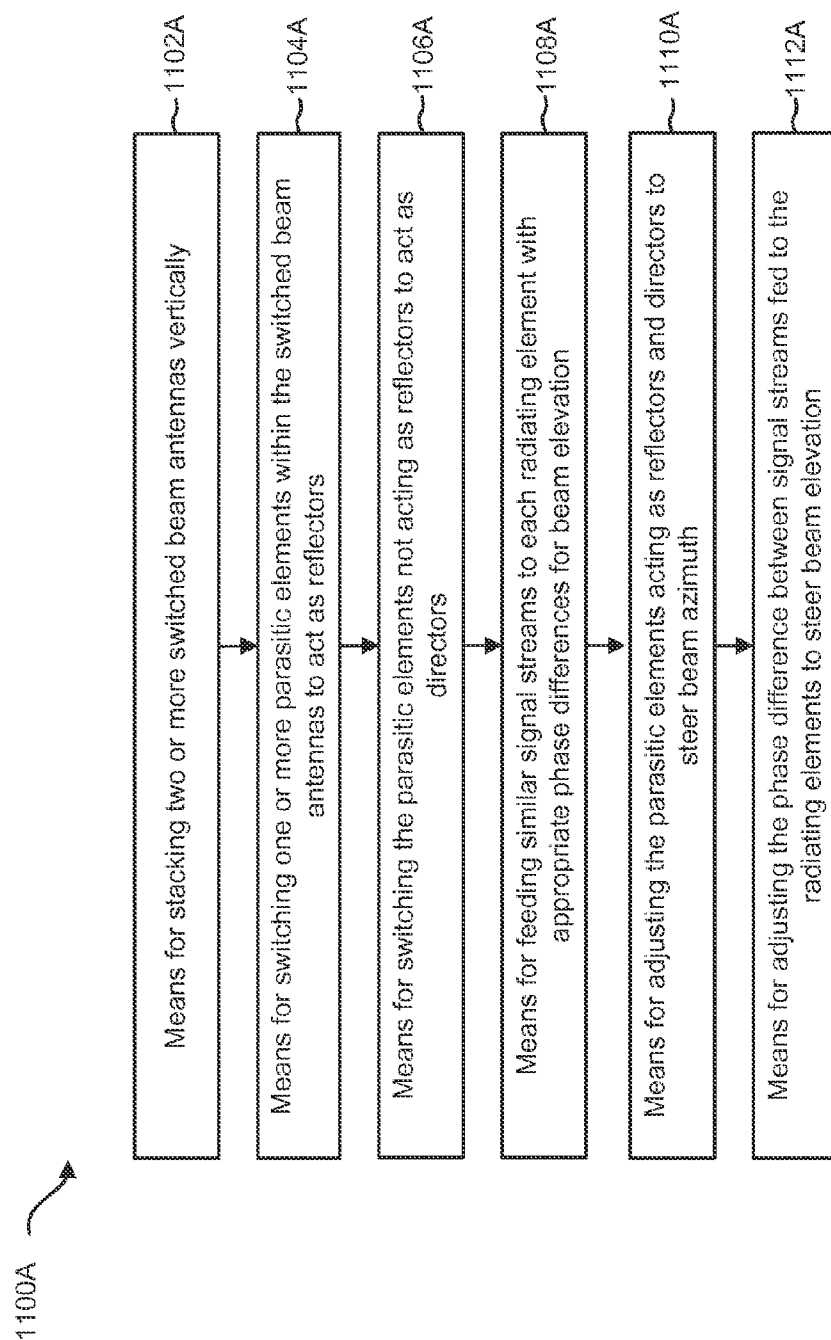 1100A
Means for stacking two or more switched beam antennas vertically
1102A
Means for switching one or more parasitic elements within the switched beam
antennas to act as reflectors
1104A
Means for switching the parasitic elements not acting as reflectors to act as
directors
1106A
Means for feeding similar signal streams to each radiating element with
appropriate phase differences for beam elevation
1108A
Means for adjusting the parasitic elements acting as reflectors and directors to
steer beam azimuth
1110A
Means for adjusting the phase difference between signal streams fed to the
radiating elements to steer beam elevation
1112A